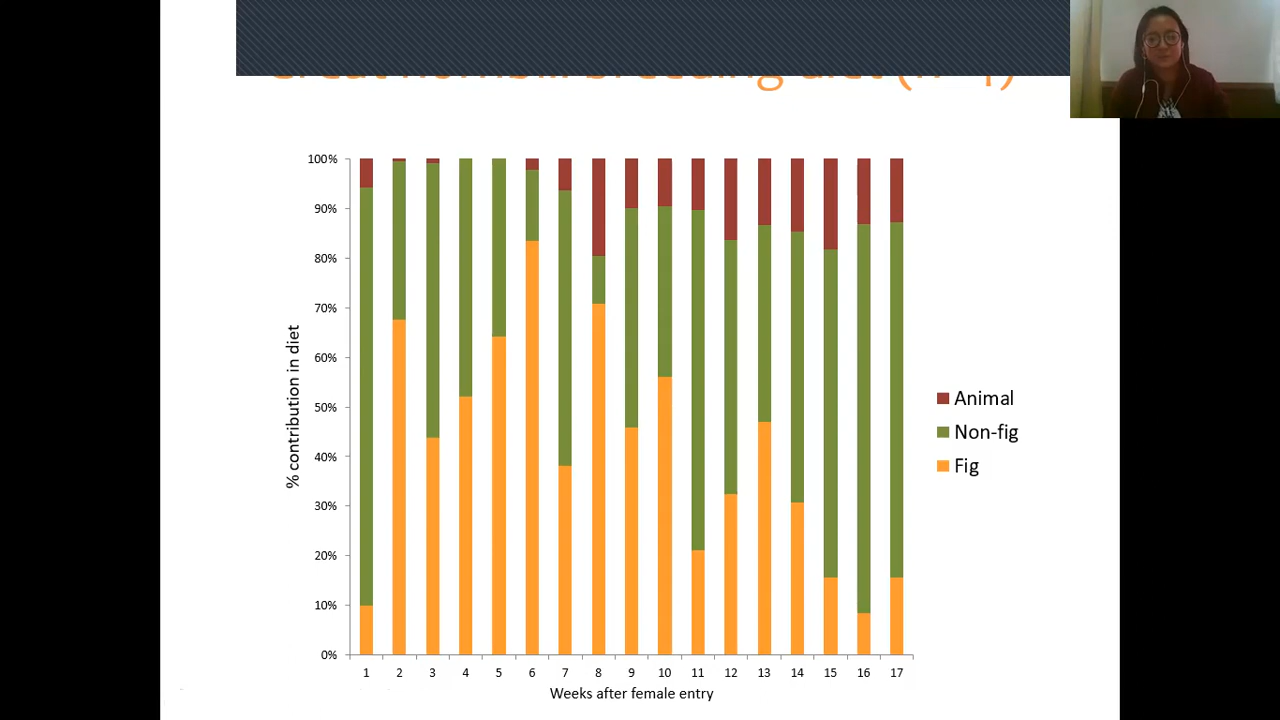 breeding diet
100%
90%
80%
70%
60%
50%
40%
30%
20%
10%
0%
% contribution in diet
1 2 3 4 5 6 7 8 9 10 11 12 13 14 15 16 17
Weeks after female entry
Animal
Non-fig
Fig